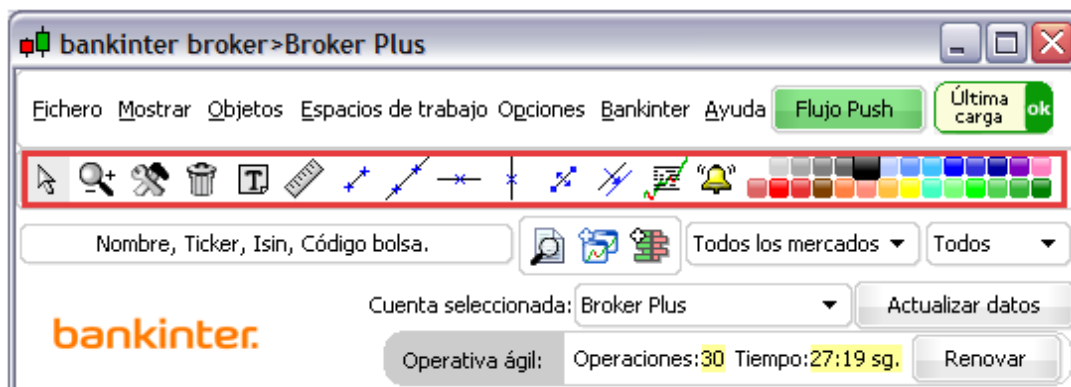 bankinter broker>Broker Plus
Fichero Mostrar Objetos Espacios de trabajo Opciones Bankinter Ayuda Flujo Push Última carga ok
T
Nombre, Ticker, Isin, Código bolsa. Todos los mercados Todos
Cuenta seleccionada: Broker Plus Actualizar datos
bankinter.
Operativa ágil: Operaciones:30 Tiempo:27:19 sg. Renovar